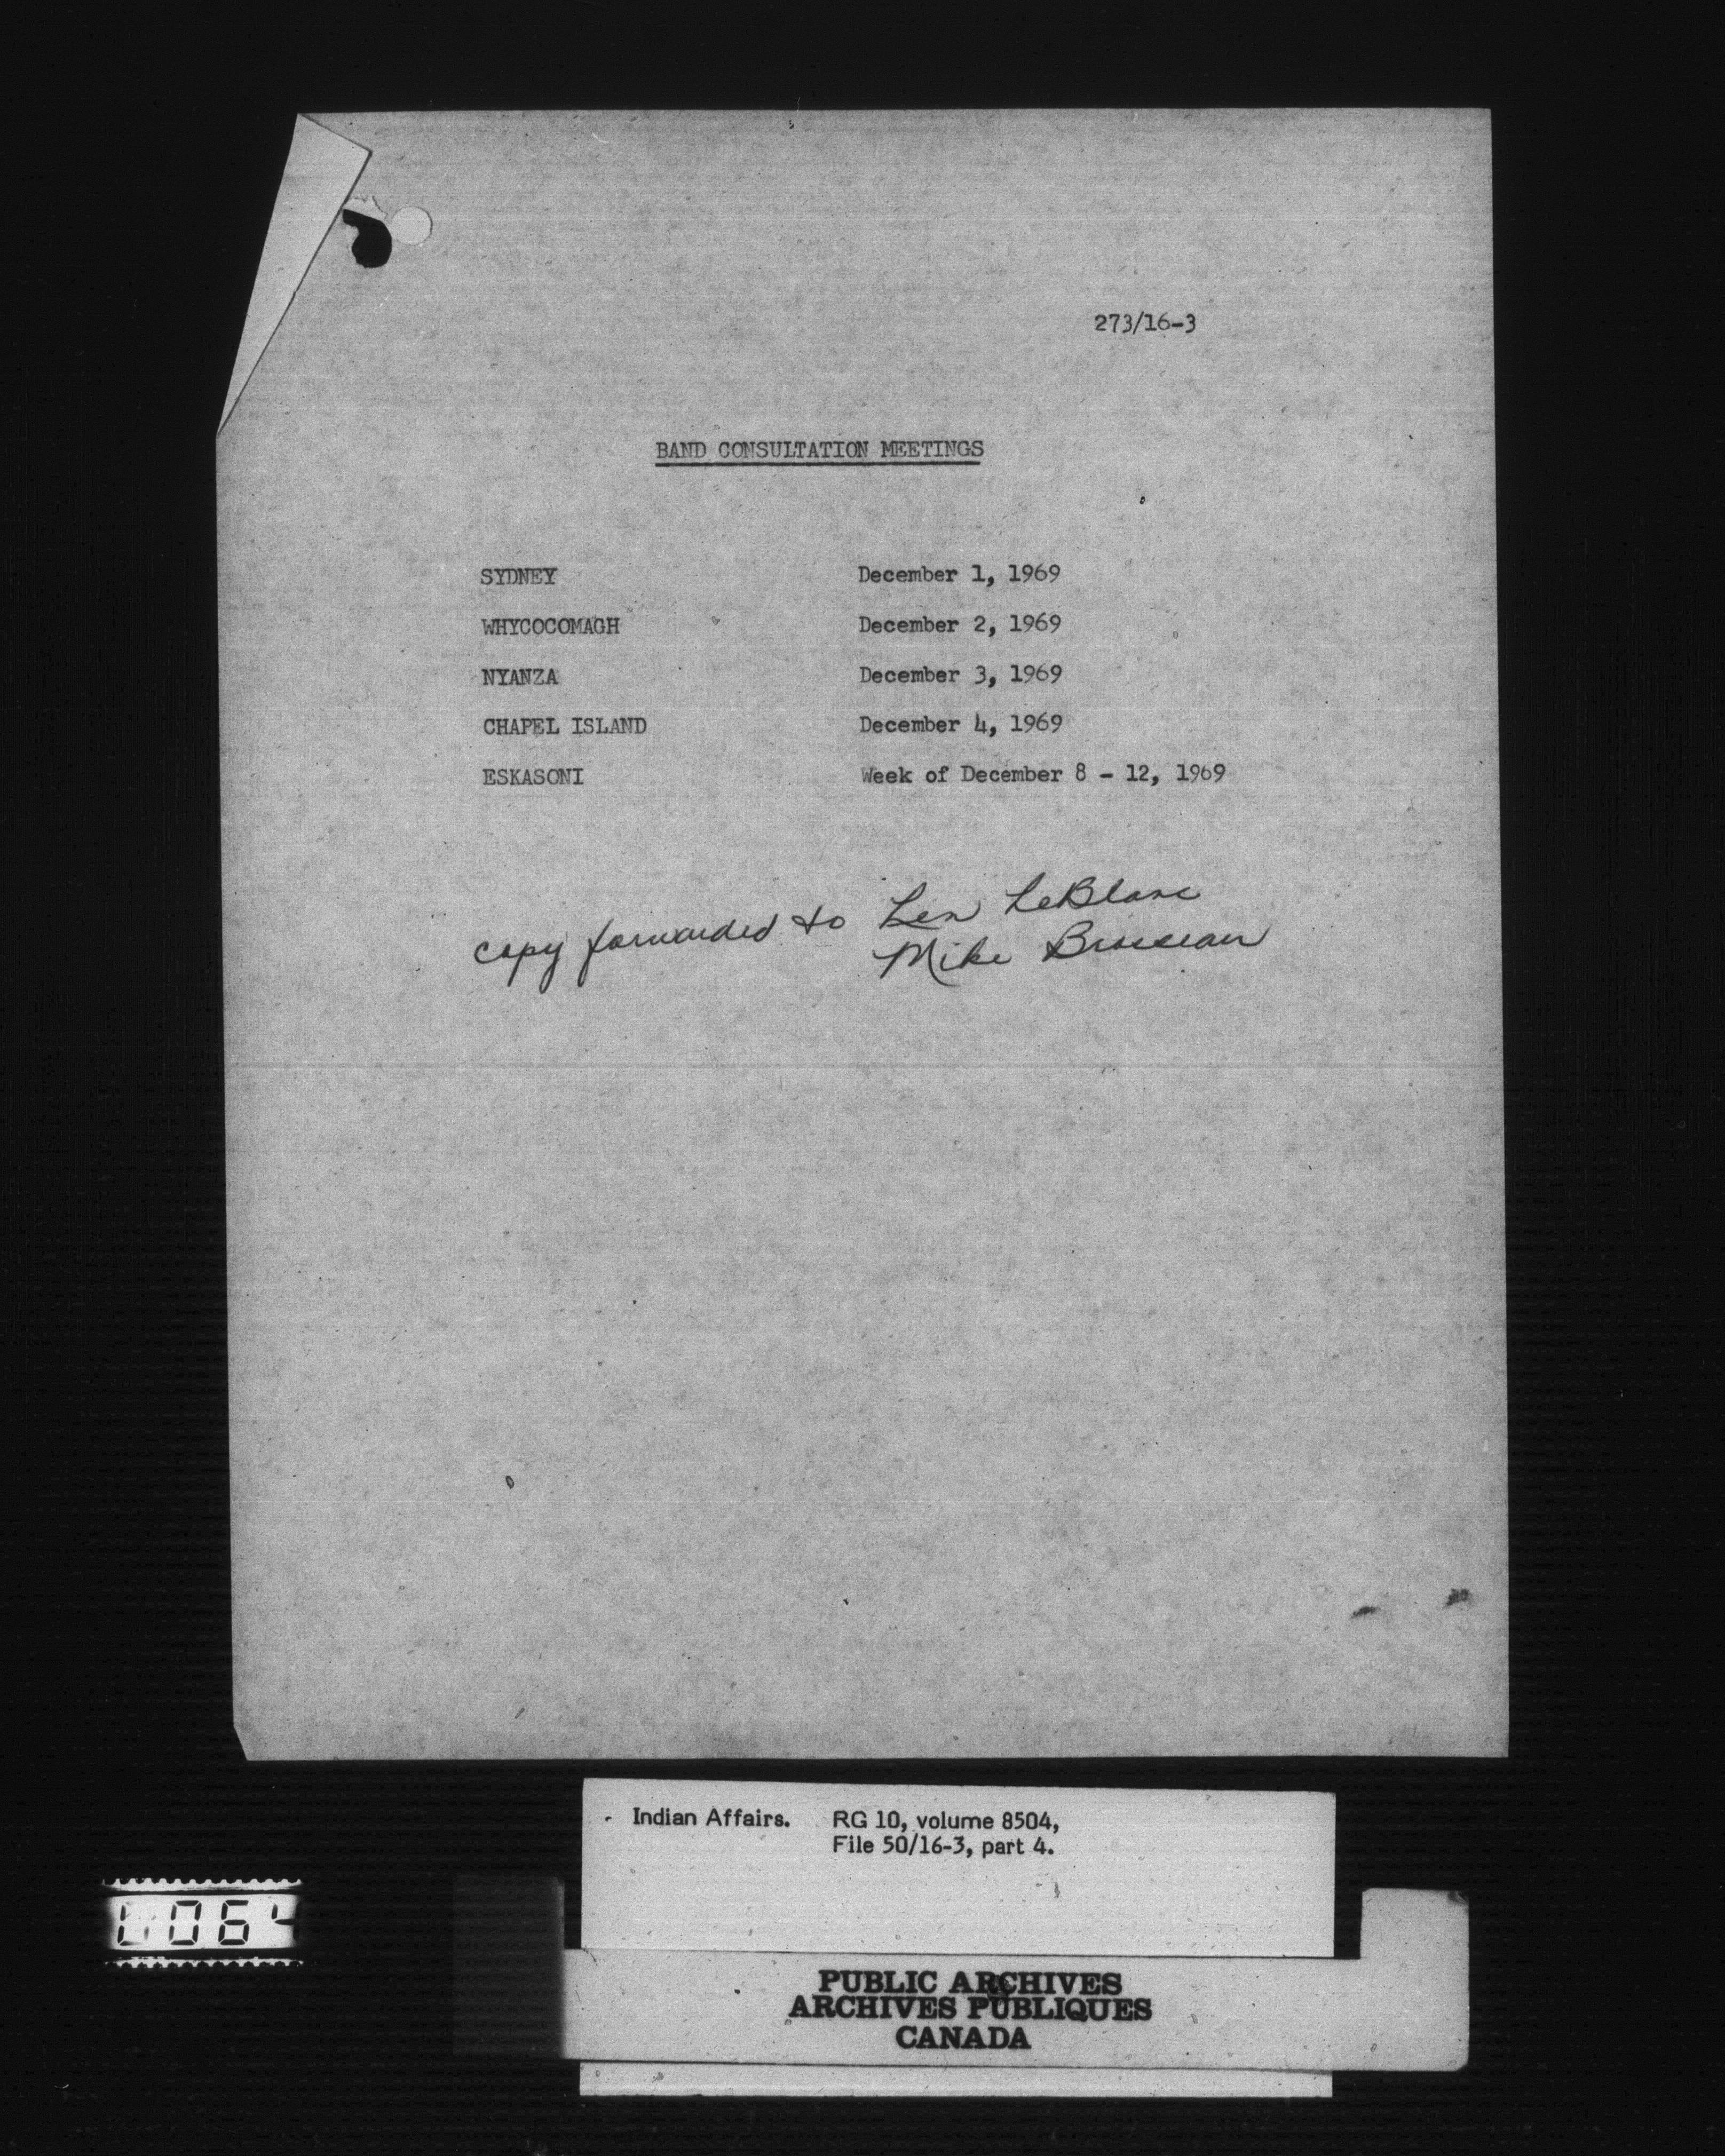 273/16-3
BAND CONSULTATION MEETINGS
SYDNEY December 1, 1969
WHYCOCOMAGH December 2, 1969
NYANZA December 3, 1969
CHAPEL ISLAND December 4, 1969
ESKASONI Week of December 8 - 12, 1969
copy forwarded to Len LeBlanc
Mike Brosseau
Indian Affairs. RG 10, volume 8504,
File 50/16-3, part 4.
064
PUBLIC ARCHIVES
ARCHIVES PUBLIQUES
CANADA